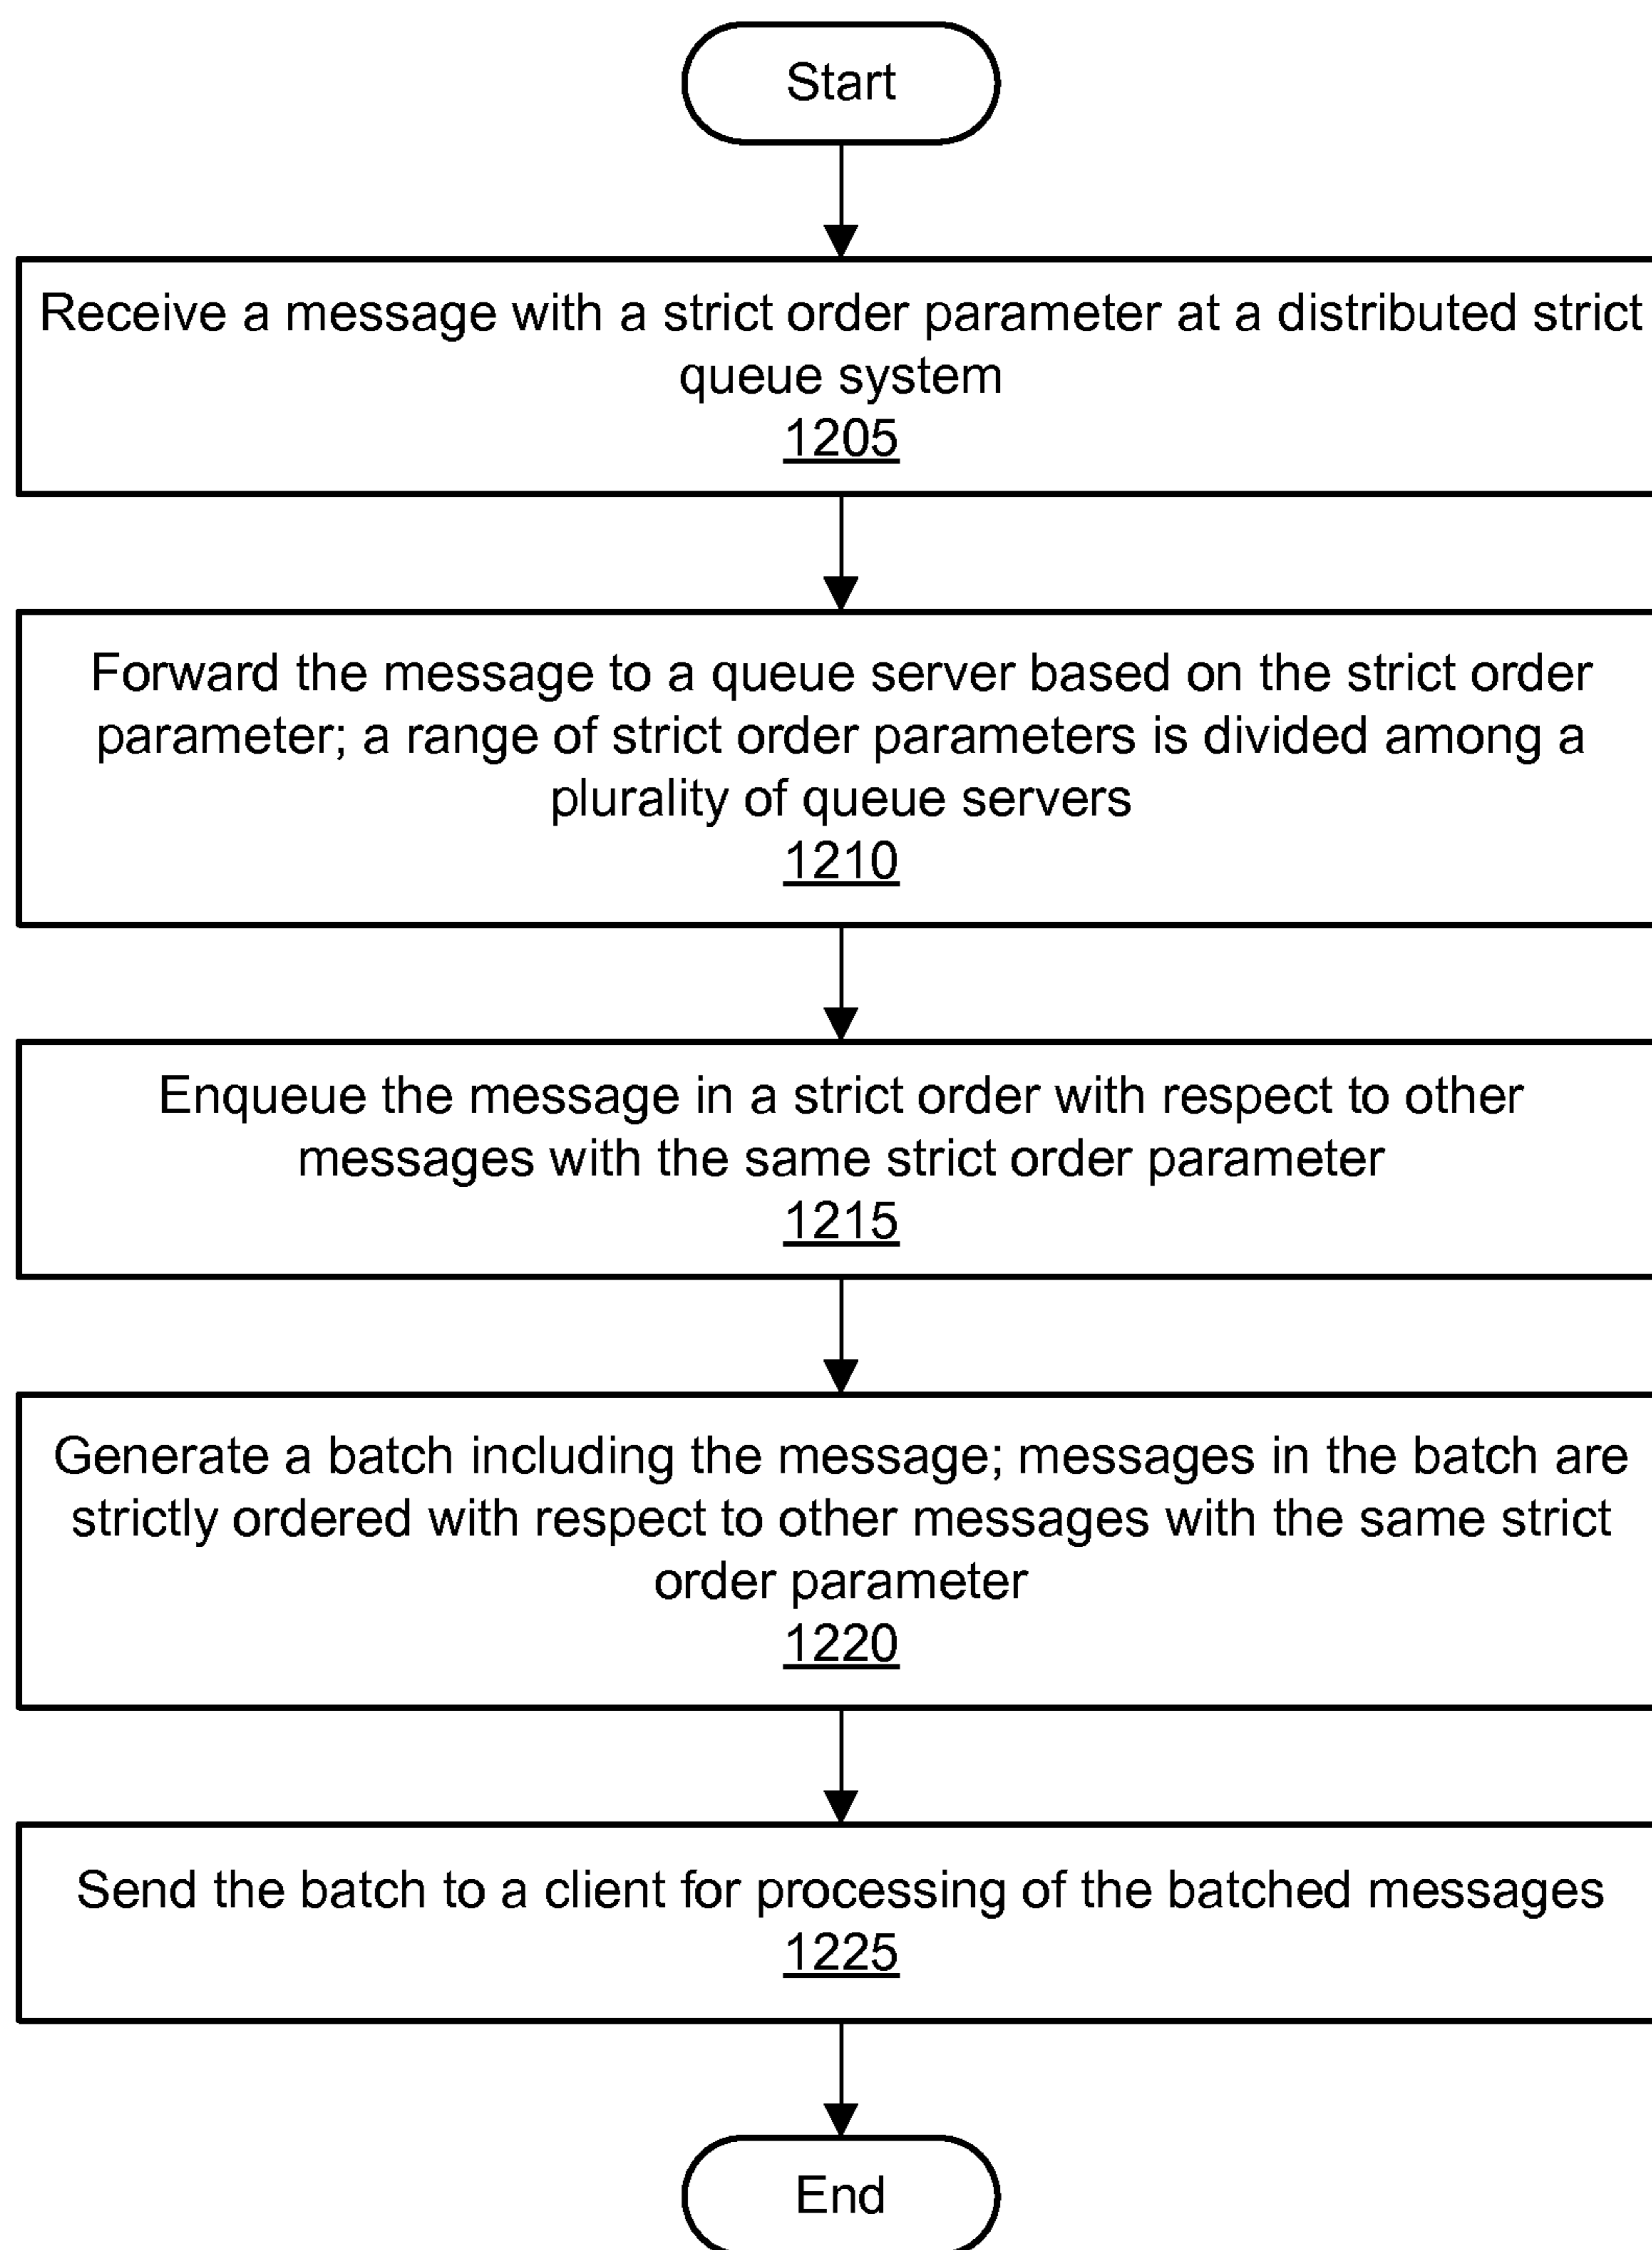 Start
Receive a message with a strict order parameter at a distributed strict
queue system
1205
Forward the message to a queue server based on the strict order
parameter; a range of strict order parameters is divided among a
plurality of queue servers
1210
Enqueue the message in a strict order with respect to other
messages with the same strict order parameter
1215
Generate a batch including the message; messages in the batch are
strictly ordered with respect to other messages with the same strict
order parameter
1220
Send the batch to a client for processing of the batched messages
1225
End